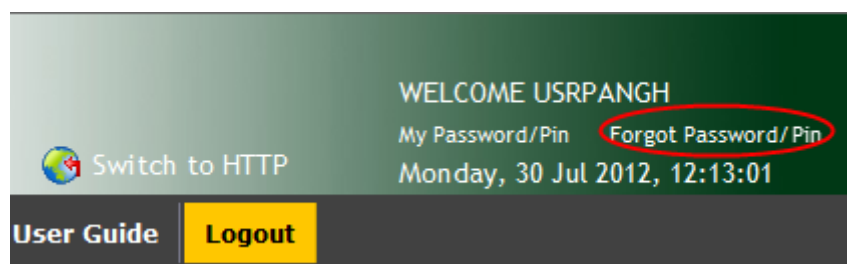 WELCOME USRPANGH
My Password/Pin Forgot Password/Pin
Switch to HTTP
Monday, 30 Jul 2012, 12:13:01
User Guide Logout